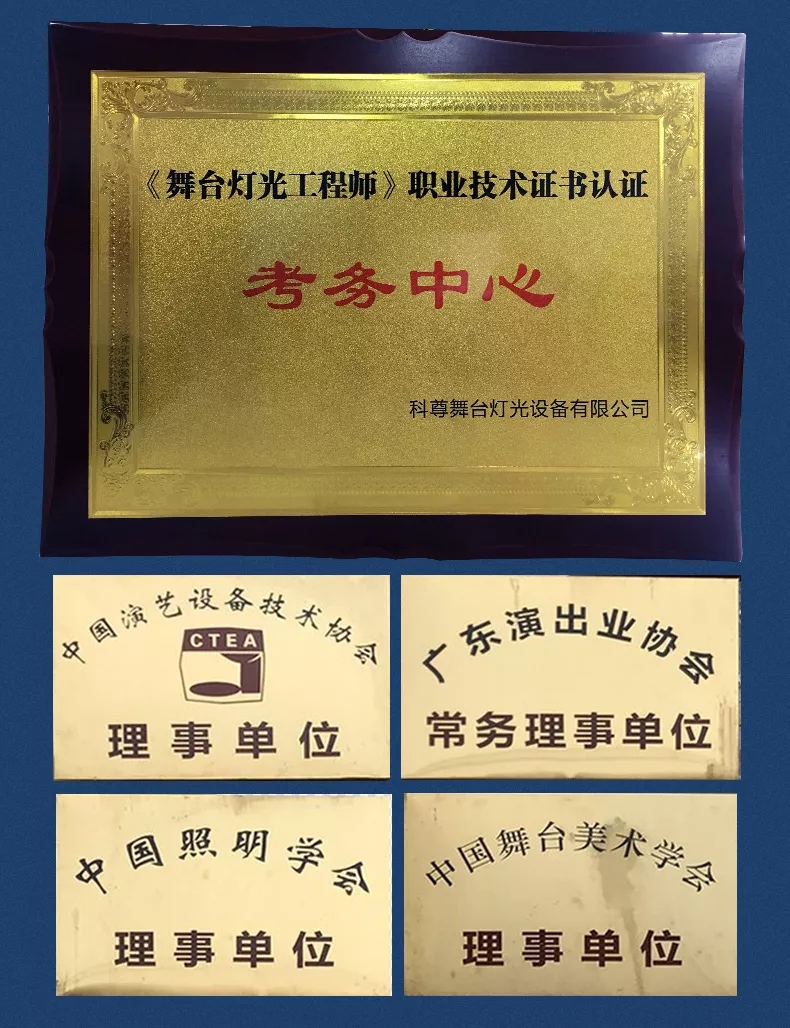 《舞台灯光工程师》职业技术证书认证
考务中心
科尊舞台灯光设备有限公司
中国演艺设备技术协会
CTEA
理事单位
广东演出业协会
常务理事单位
中国照明学会
理事单位
中国舞台美术学会
理事单位